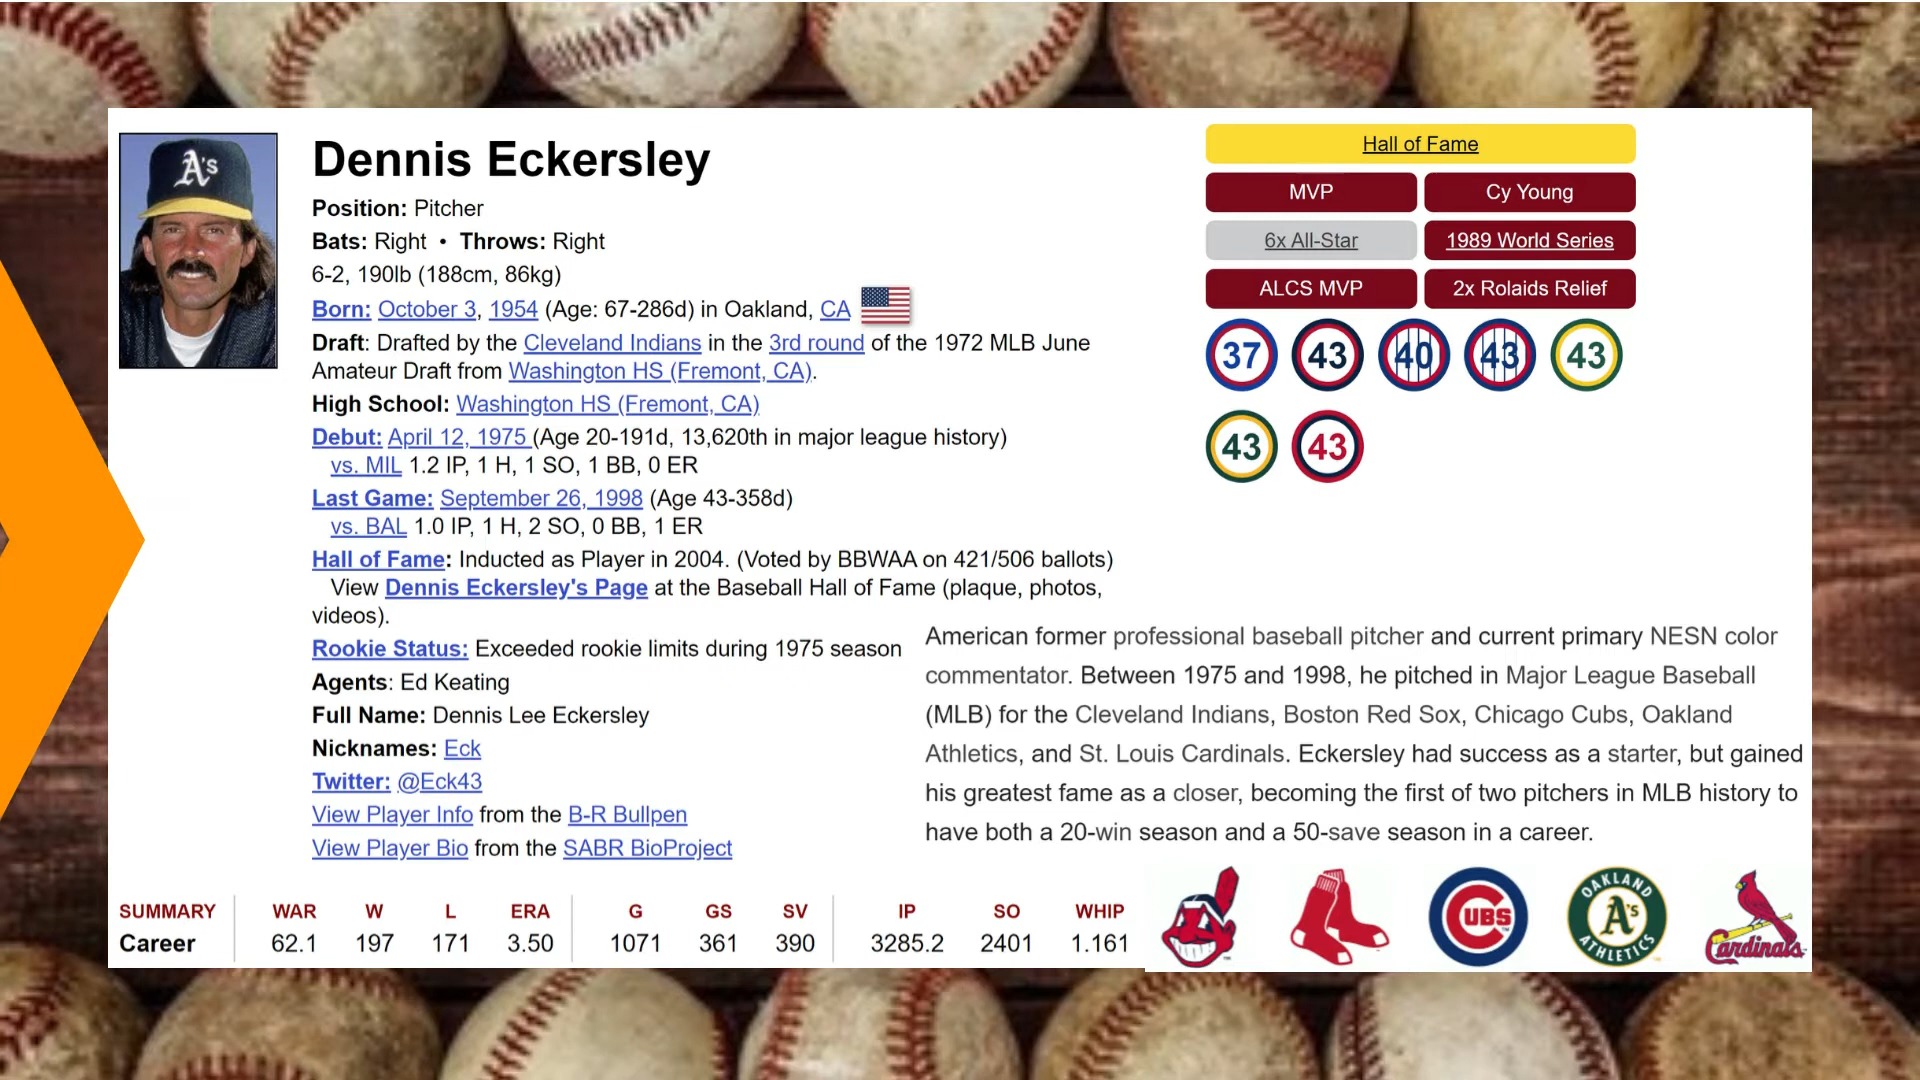 A's
Dennis Eckersley
Position: Pitcher
Bats: Right • Throws: Right
6-2, 190lb (188cm, 86kg)
Born: October 3, 1954 (Age: 67-286d) in Oakland, CA
Draft: Drafted by the Cleveland Indians in the 3rd round of the 1972 MLB June
Amateur Draft from Washington HS (Fremont, CA).
High School: Washington HS (Fremont, CA)
Debut: April 12, 1975 (Age 20-191d, 13,620th in major league history)
vs. MIL 1.2 IP, 1 H, 1 SO, 1 BB, 0 ER
Last Game: September 26, 1998 (Age 43-358d)
vs. BAL 1.0 IP, 1 H, 2 SO, 0 BB, 1 ER
Hall of Fame: Inducted as Player in 2004. (Voted by BBWAA on 421/506 ballots)
View Dennis Eckersley's Page at the Baseball Hall of Fame (plaque, photos,
videos).
Rookie Status: Exceeded rookie limits during 1975 season
Agents: Ed Keating
Full Name: Dennis Lee Eckersley
Nicknames: Eck
Twitter: @Eck43
View Player Info from the B-R Bullpen
View Player Bio from the SABR BioProject
Hall of Fame
MVP Cy Young
6x All-Star 1989 World Series
ALCS MVP 2x Rolaids Relief
37 43 40 43 43
43 43
American former professional baseball pitcher and current primary NESN color
commentator. Between 1975 and 1998, he pitched in Major League Baseball
(MLB) for the Cleveland Indians, Boston Red Sox, Chicago Cubs, Oakland
Athletics, and St. Louis Cardinals. Eckersley had success as a starter, but gained
his greatest fame as a closer, becoming the first of two pitchers in MLB history to
have both a 20-win season and a 50-save season in a career.
SUMMARY WAR W L ERA G GS SV IP SO WHIP
Career 62.1 197 171 3.50 1071 361 390 3285.2 2401 1.161
CUBS
OAKLAND
A's
ATHLETICS
Cardinals